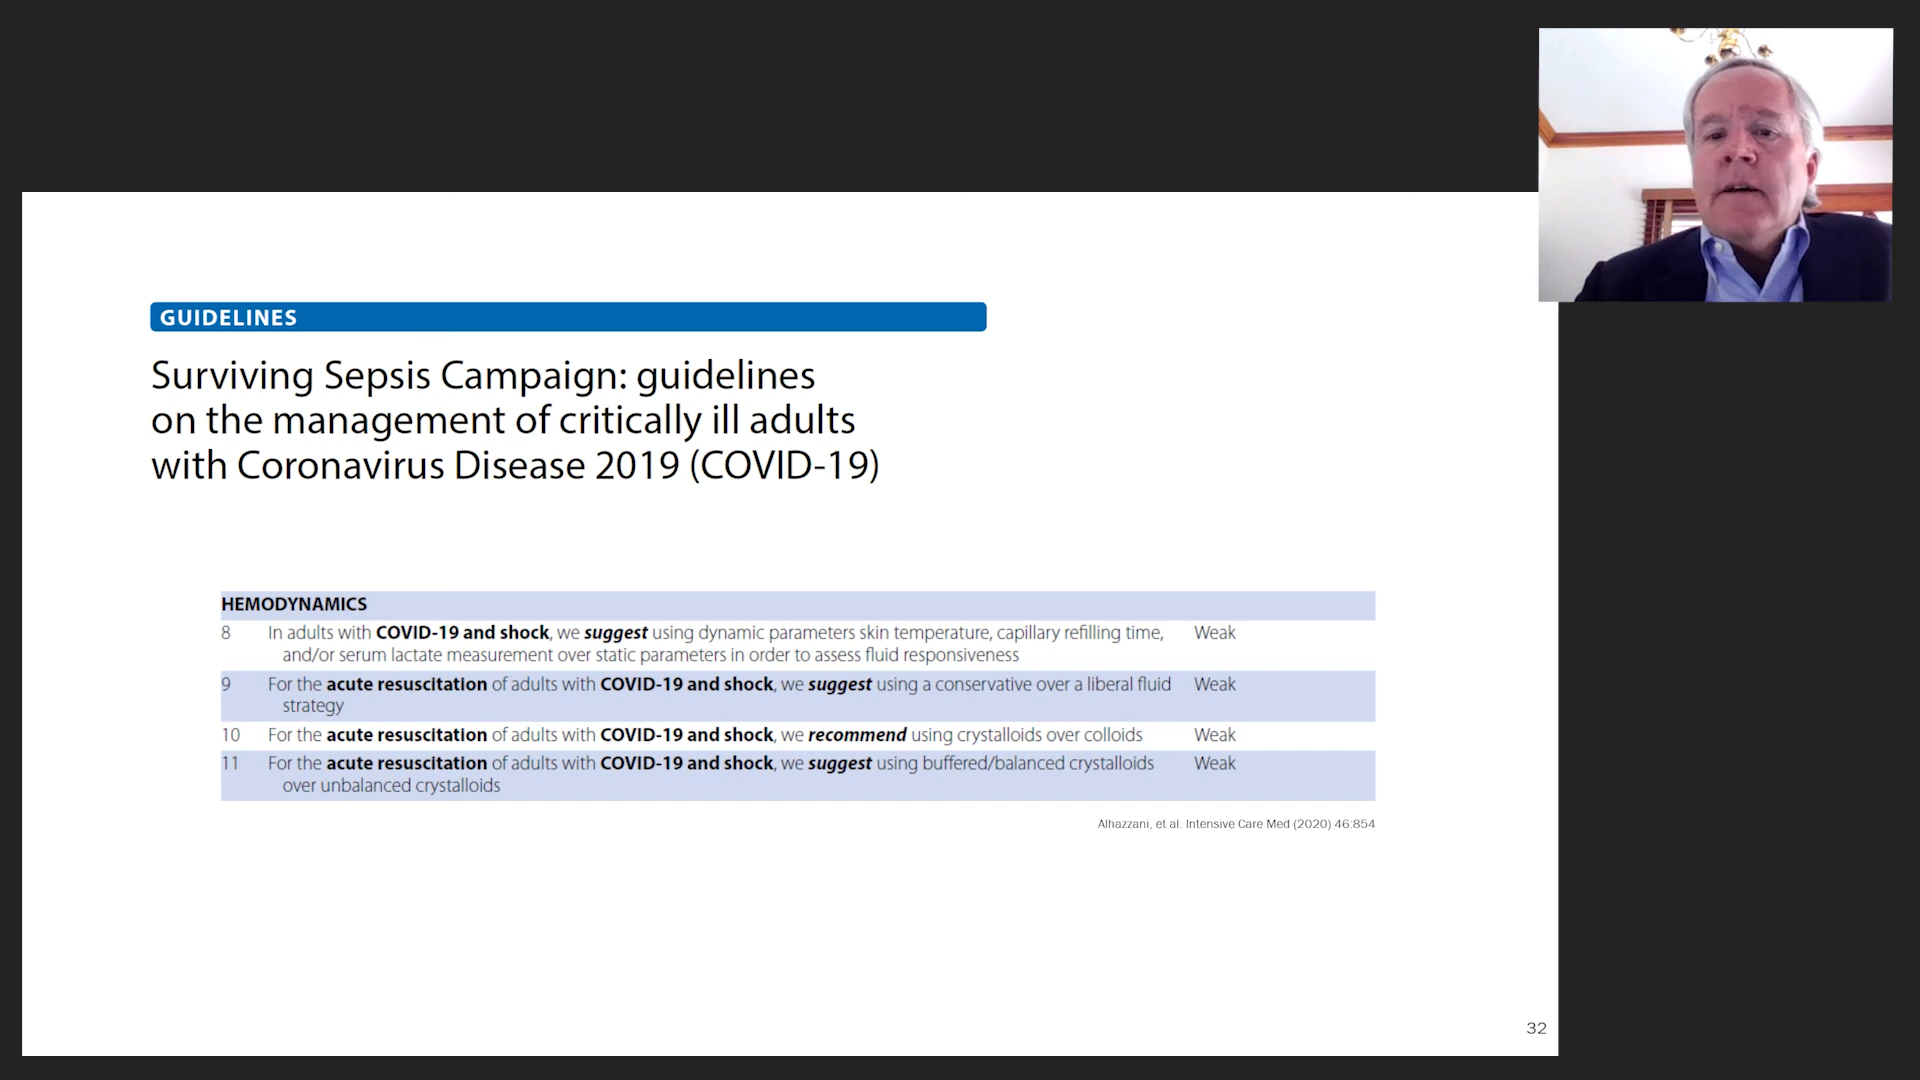 GUIDELINES
Surviving Sepsis Campaign: guidelines
on the management of critically ill adults
with Coronavirus Disease 2019 (COVID-19)
HEMODYNAMICS
8 In adults with COVID-19 and shock, we suggest using dynamic parameters skin temperature, capillary refilling time, Weak
and/or serum lactate measurement over static parameters in order to assess fluid responsiveness
9 For the acute resuscitation of adults with COVID-19 and shock, we suggest using a conservative over a liberal fluid Weak
strategy
10 For the acute resuscitation of adults with COVID-19 and shock, we recommend using crystalloids over colloids Weak
11 For the acute resuscitation of adults with COVID-19 and shock, we suggest using buffered/balanced crystalloids Weak
over unbalanced crystalloids
Alhazzani, et al. Intensive Care Med (2020) 46:854
32